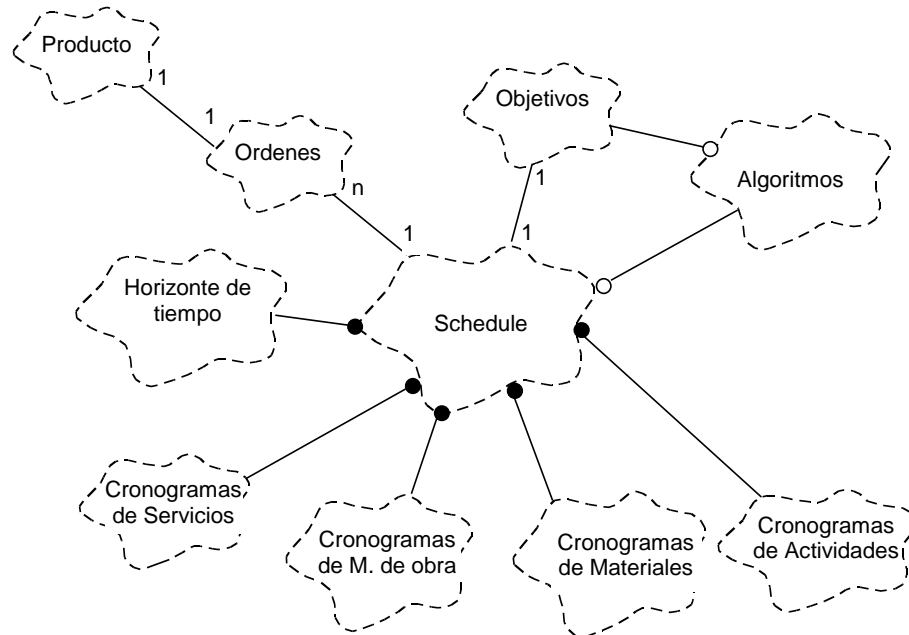 Producto
1
1
Ordenes
n
1
Objetivos
1
1
Algoritmos
Horizonte de
tiempo
Schedule
Cronogramas
de Servicios
Cronogramas
de M. de obra
Cronogramas
de Materiales
Cronogramas
de Actividades